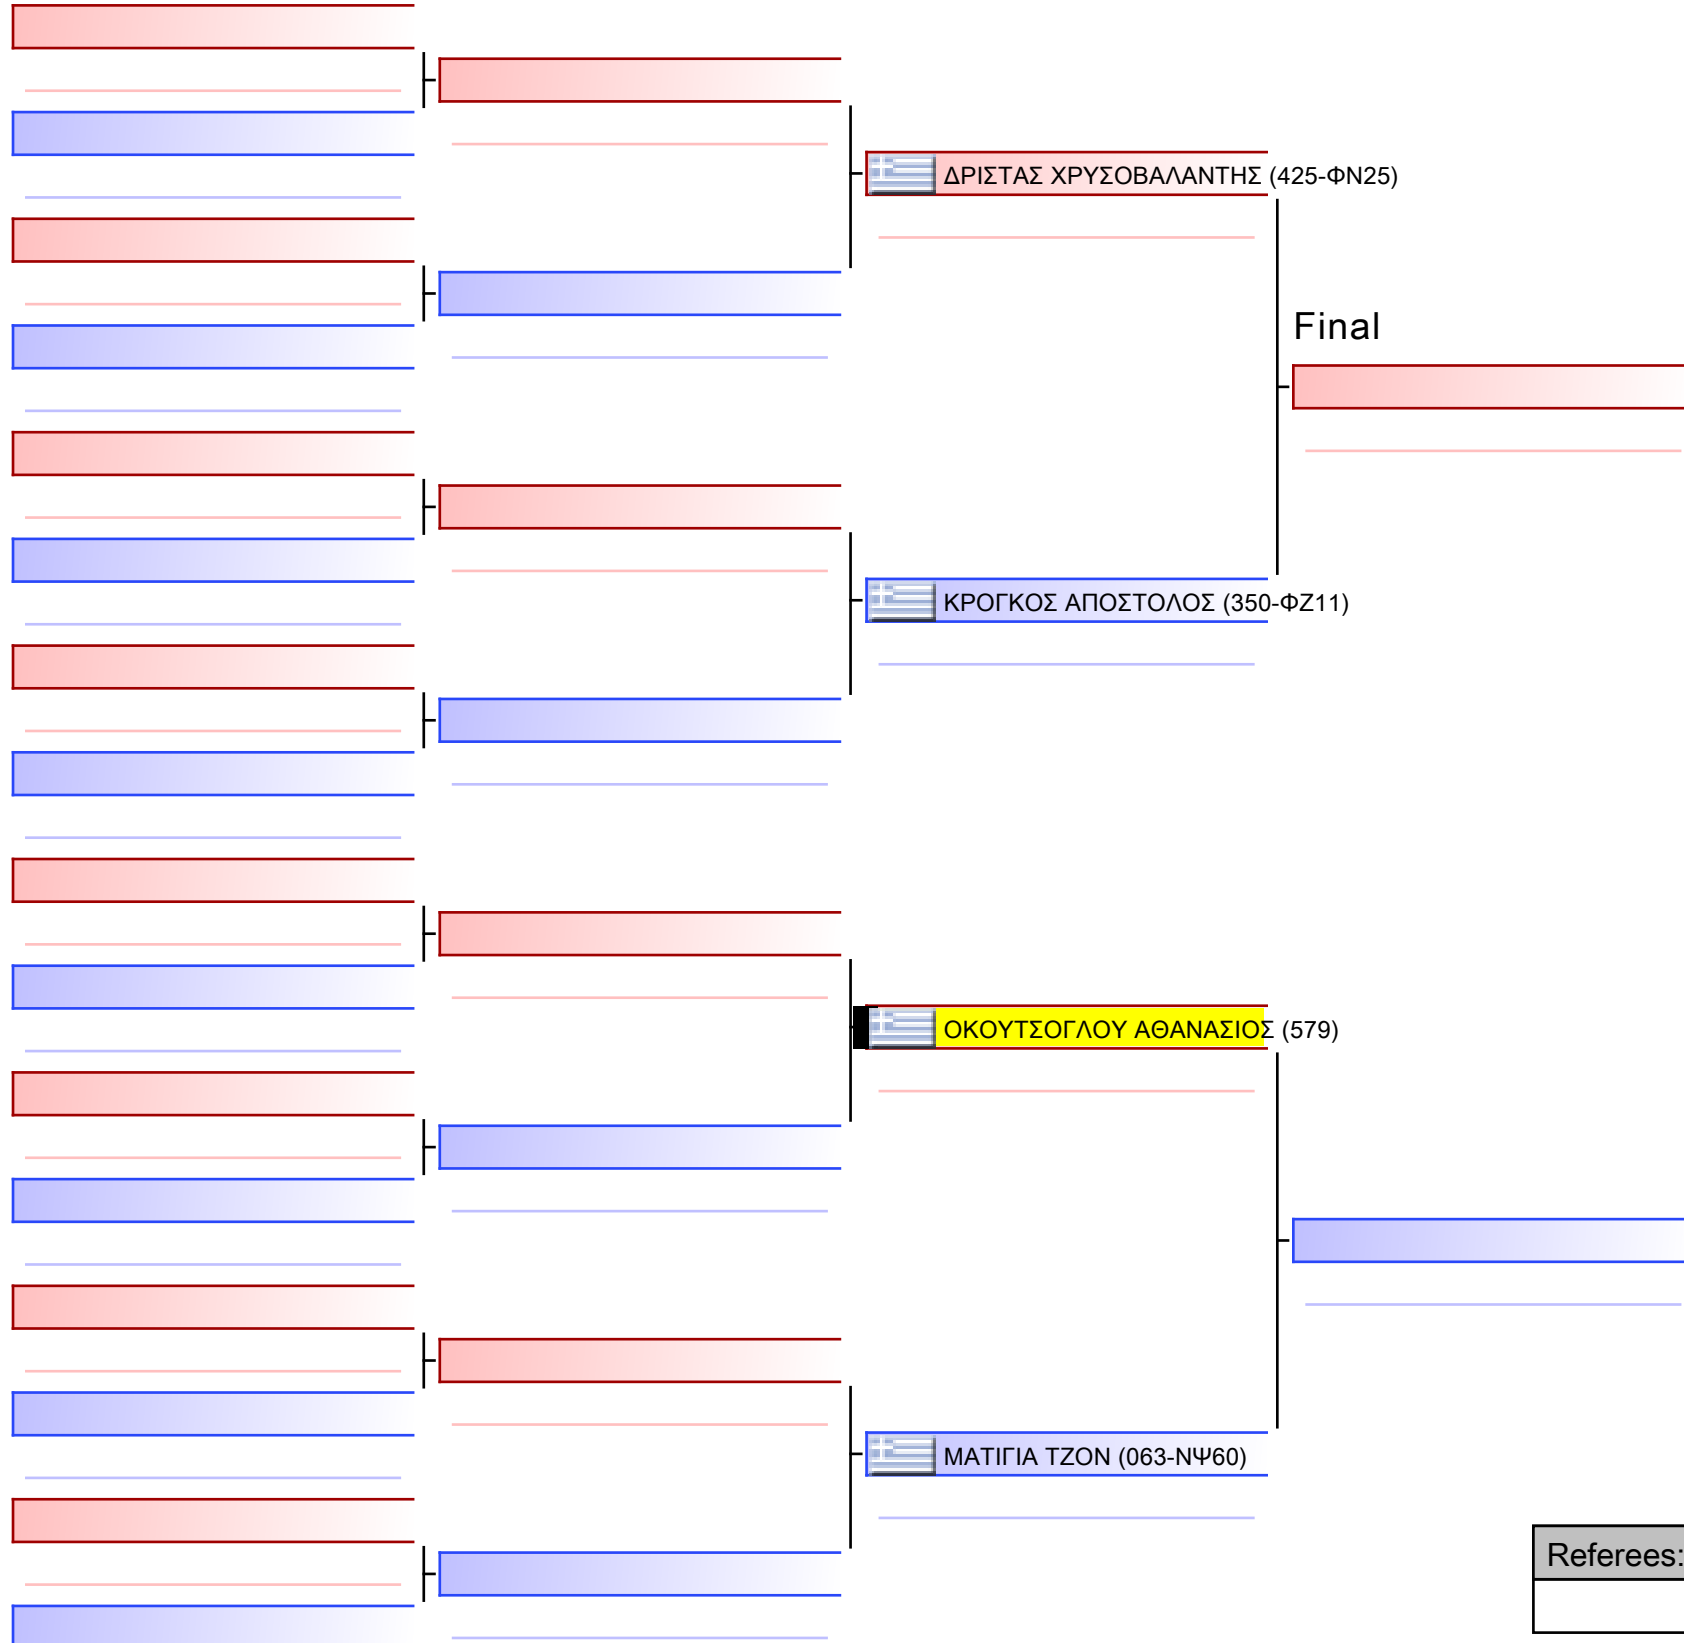 ΔΡΙΣΤΑΣ ΧΡΥΣΟΒΑΛΑΝΤΗΣ (425-ΦΝ25)
Final
ΚΡΟΓΚΟΣ ΑΠΟΣΤΟΛΟΣ (350-ΦΖ11)
ΟΚΟΥΤΣΟΓΛΟΥ ΑΘΑΝΑΣΙΟΣ (579)
ΜΑΤΙΓΙΑ ΤΖΟΝ (063-ΝΨ60)
Referees: